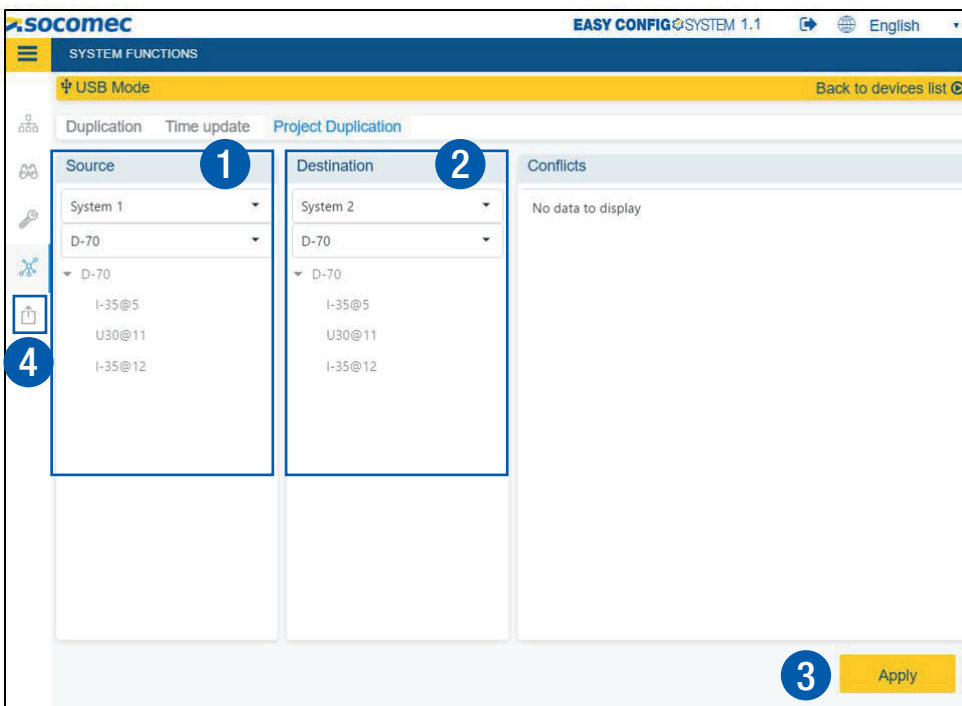 socomec
EASY CONFIG SYSTEM 1.1
English
SYSTEM FUNCTIONS
USB Mode
Back to devices list
Duplication
Time update
Project Duplication
Source
1
System 1
D-70
D-70
I-35@5
U30@11
I-35@12
Destination
2
System 2
D-70
D-70
I-35@5
U30@11
I-35@12
Conflicts
No data to display
4
3
Apply